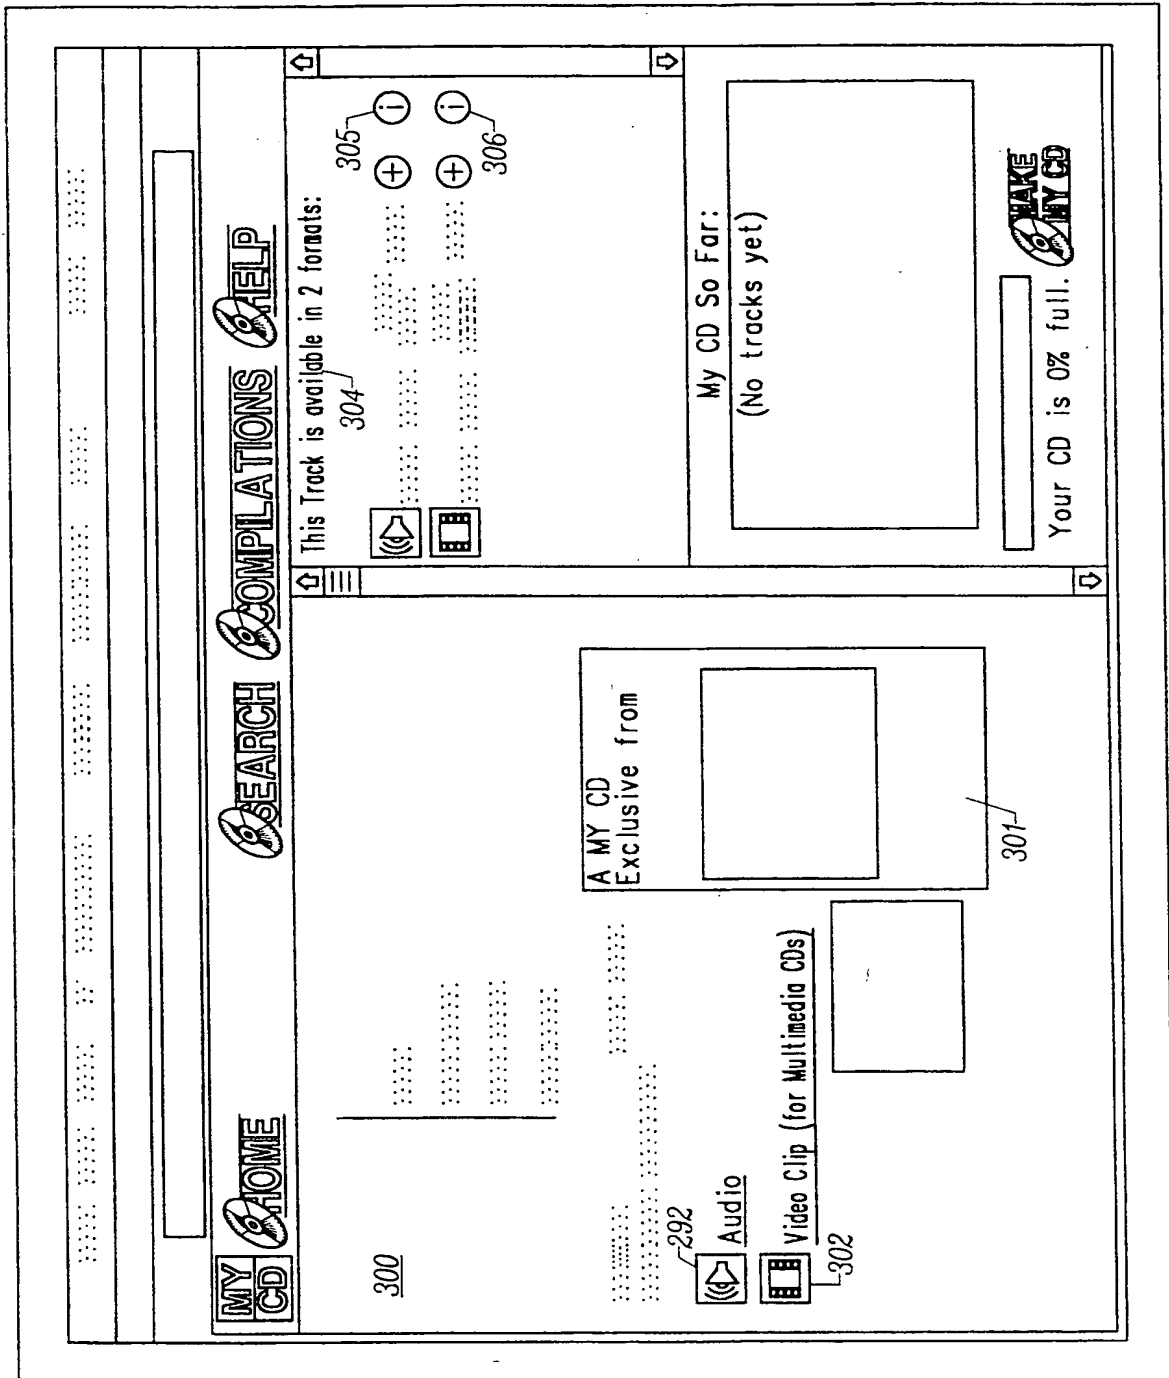 MY
CD
HOME
SEARCH
COMPILATIONS
HELP
300
A MY CD
Exclusive from
301
292
Audio
Video Clip (for Multimedia CDs)
302
This Track is available in 2 formats:
304
305
306
My CD So Far:
(No tracks yet)
Your CD is 0% full.
MAKE
MY CD